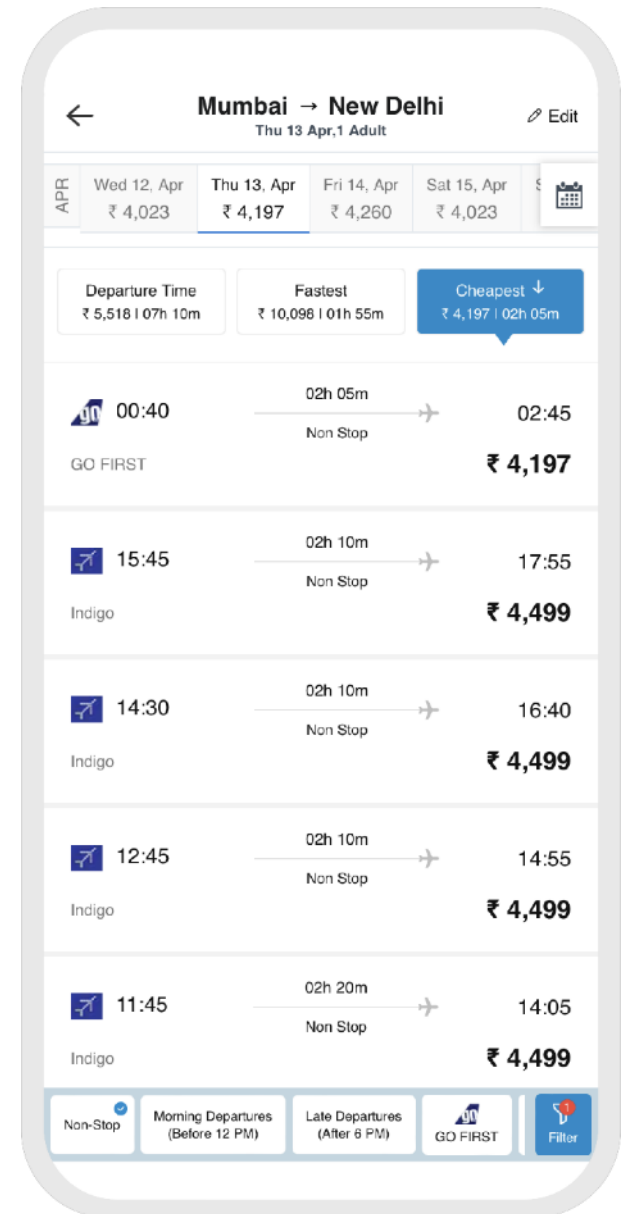 Mumbai → New Delhi
Thu 13 Apr,1 Adult
Edit
APR
Wed 12, Apr
₹ 4,023
Thu 13, Apr
₹ 4,197
Fri 14, Apr
₹ 4,260
Sat 15, Apr
₹ 4,023
S
Departure Time
₹ 5,518 | 07h 10m
Fastest
₹ 10,098 | 01h 55m
Cheapest ↓
₹ 4,197 | 02h 05m
go 00:40
02h 05m
Non Stop
02:45
GO FIRST
₹ 4,197
15:45
02h 10m
Non Stop
17:55
Indigo
₹ 4,499
14:30
02h 10m
Non Stop
16:40
Indigo
₹ 4,499
12:45
02h 10m
Non Stop
14:55
Indigo
₹ 4,499
11:45
02h 20m
Non Stop
14:05
Indigo
₹ 4,499
Non-Stop
Morning Departures
(Before 12 PM)
Late Departures
(After 6 PM)
go
GO FIRST
1
Filter